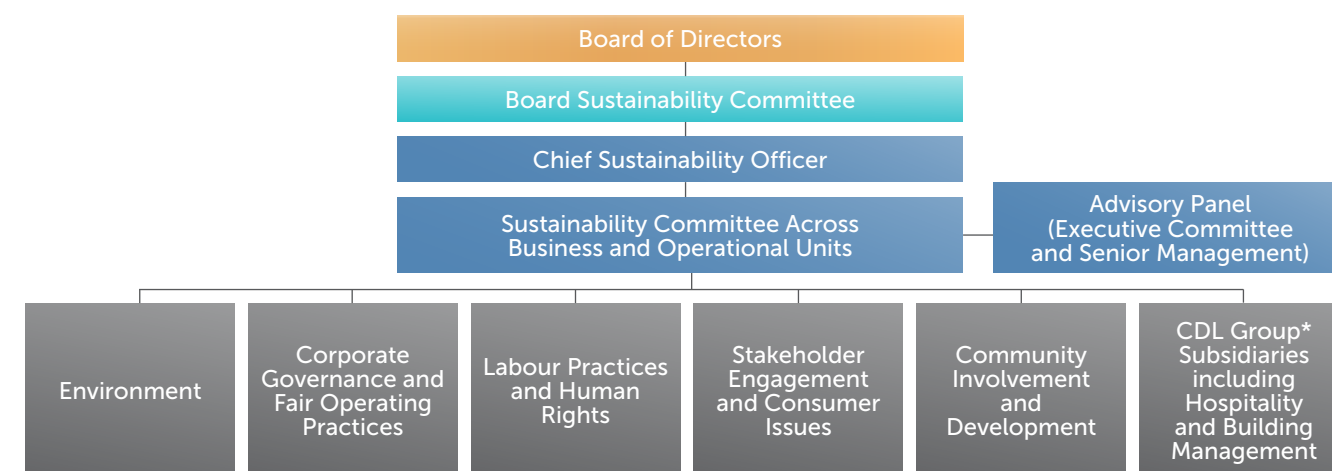 Board of Directors
Board Sustainability Committee
Chief Sustainability Officer
Sustainability Committee Across
Business and Operational Units
Advisory Panel
(Executive Committee
and Senior Management)
Environment
Corporate
Governance and
Fair Operating
Practices
Labour Practices
and Human
Rights
Stakeholder
Engagement
and Consumer
Issues
Community
Involvement
and
Development
CDL Group*
Subsidiaries
including
Hospitality
and Building
Management